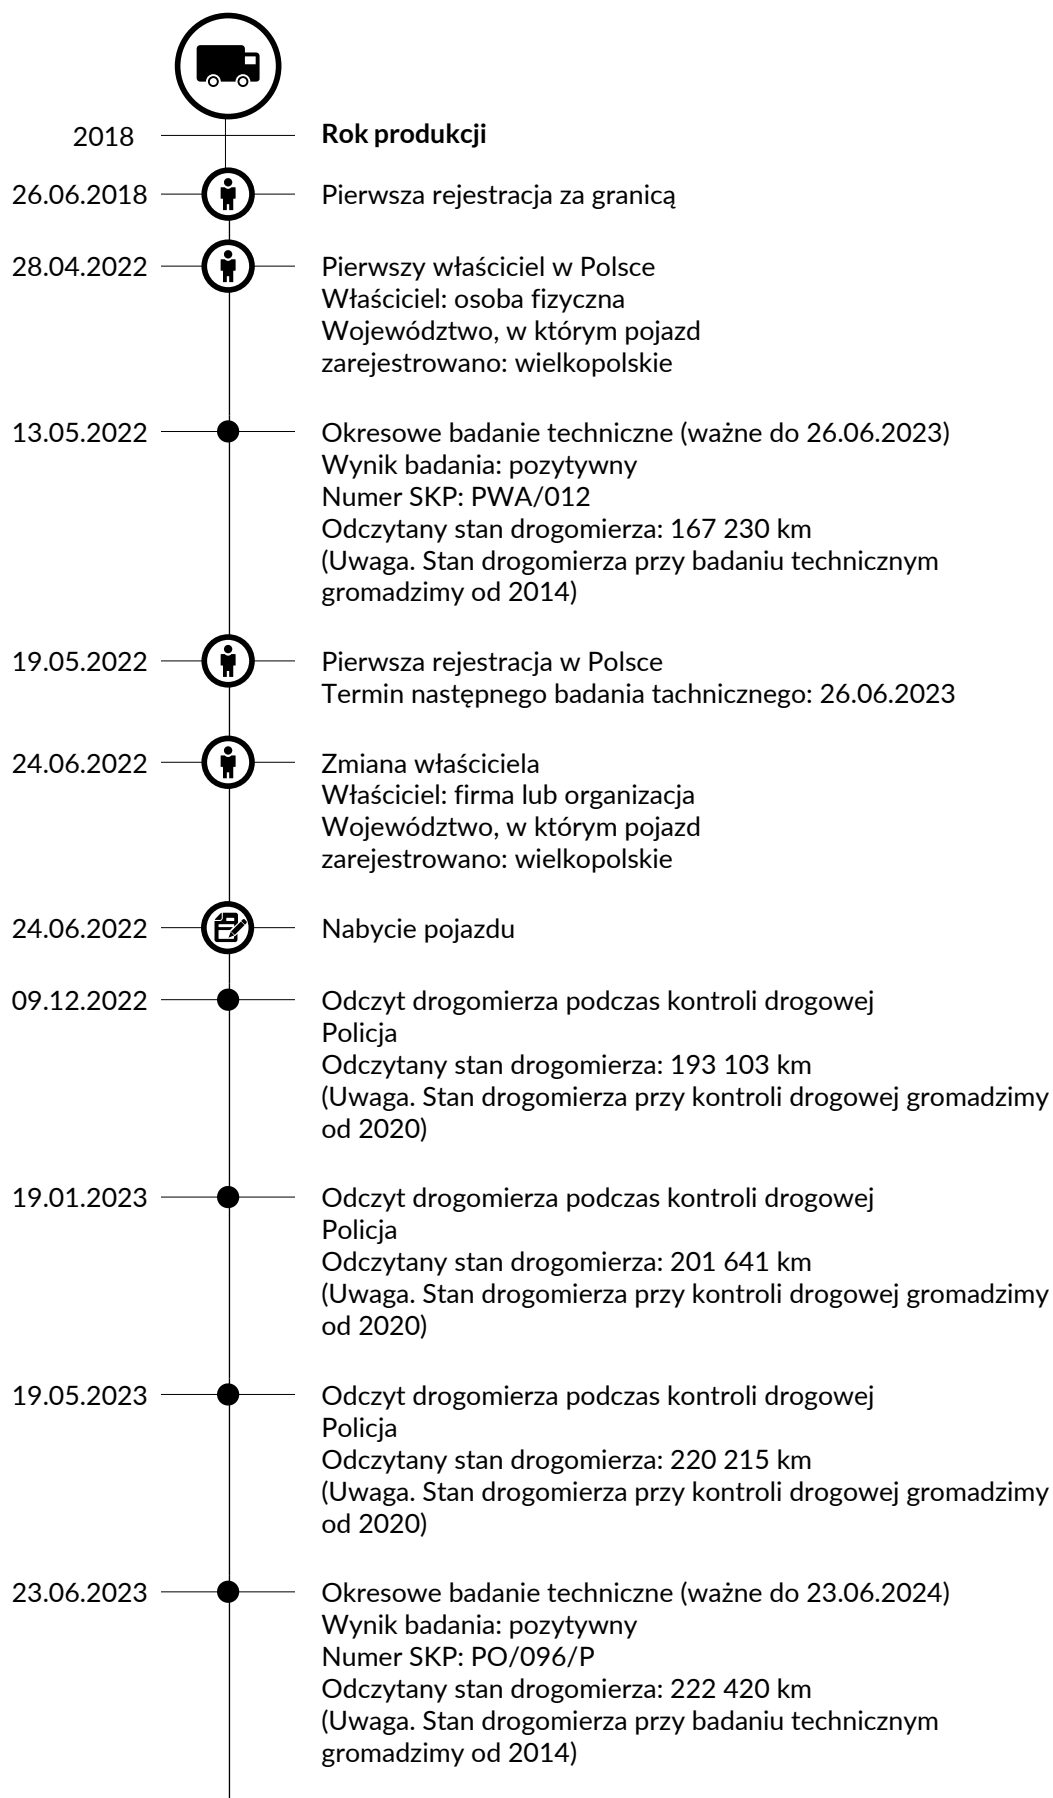 2018 Rok produkcji
26.06.2018 Pierwsza rejestracja za granicą
28.04.2022 Pierwszy właściciel w Polsce
Właściciel: osoba fizyczna
Województwo, w którym pojazd
zarejestrowano: wielkopolskie
13.05.2022 Okresowe badanie techniczne (ważne do 26.06.2023)
Wynik badania: pozytywny
Numer SKP: PWA/012
Odczytany stan drogomierza: 167 230 km
(Uwaga. Stan drogomierza przy badaniu technicznym
gromadzimy od 2014)
19.05.2022 Pierwsza rejestracja w Polsce
Termin następnego badania tachnicznego: 26.06.2023
24.06.2022 Zmiana właściciela
Właściciel: firma lub organizacja
Województwo, w którym pojazd
zarejestrowano: wielkopolskie
24.06.2022 Nabycie pojazdu
09.12.2022 Odczyt drogomierza podczas kontroli drogowej
Policja
Odczytany stan drogomierza: 193 103 km
(Uwaga. Stan drogomierza przy kontroli drogowej gromadzimy
od 2020)
19.01.2023 Odczyt drogomierza podczas kontroli drogowej
Policja
Odczytany stan drogomierza: 201 641 km
(Uwaga. Stan drogomierza przy kontroli drogowej gromadzimy
od 2020)
19.05.2023 Odczyt drogomierza podczas kontroli drogowej
Policja
Odczytany stan drogomierza: 220 215 km
(Uwaga. Stan drogomierza przy kontroli drogowej gromadzimy
od 2020)
23.06.2023 Okresowe badanie techniczne (ważne do 23.06.2024)
Wynik badania: pozytywny
Numer SKP: PO/096/P
Odczytany stan drogomierza: 222 420 km
(Uwaga. Stan drogomierza przy badaniu technicznym
gromadzimy od 2014)